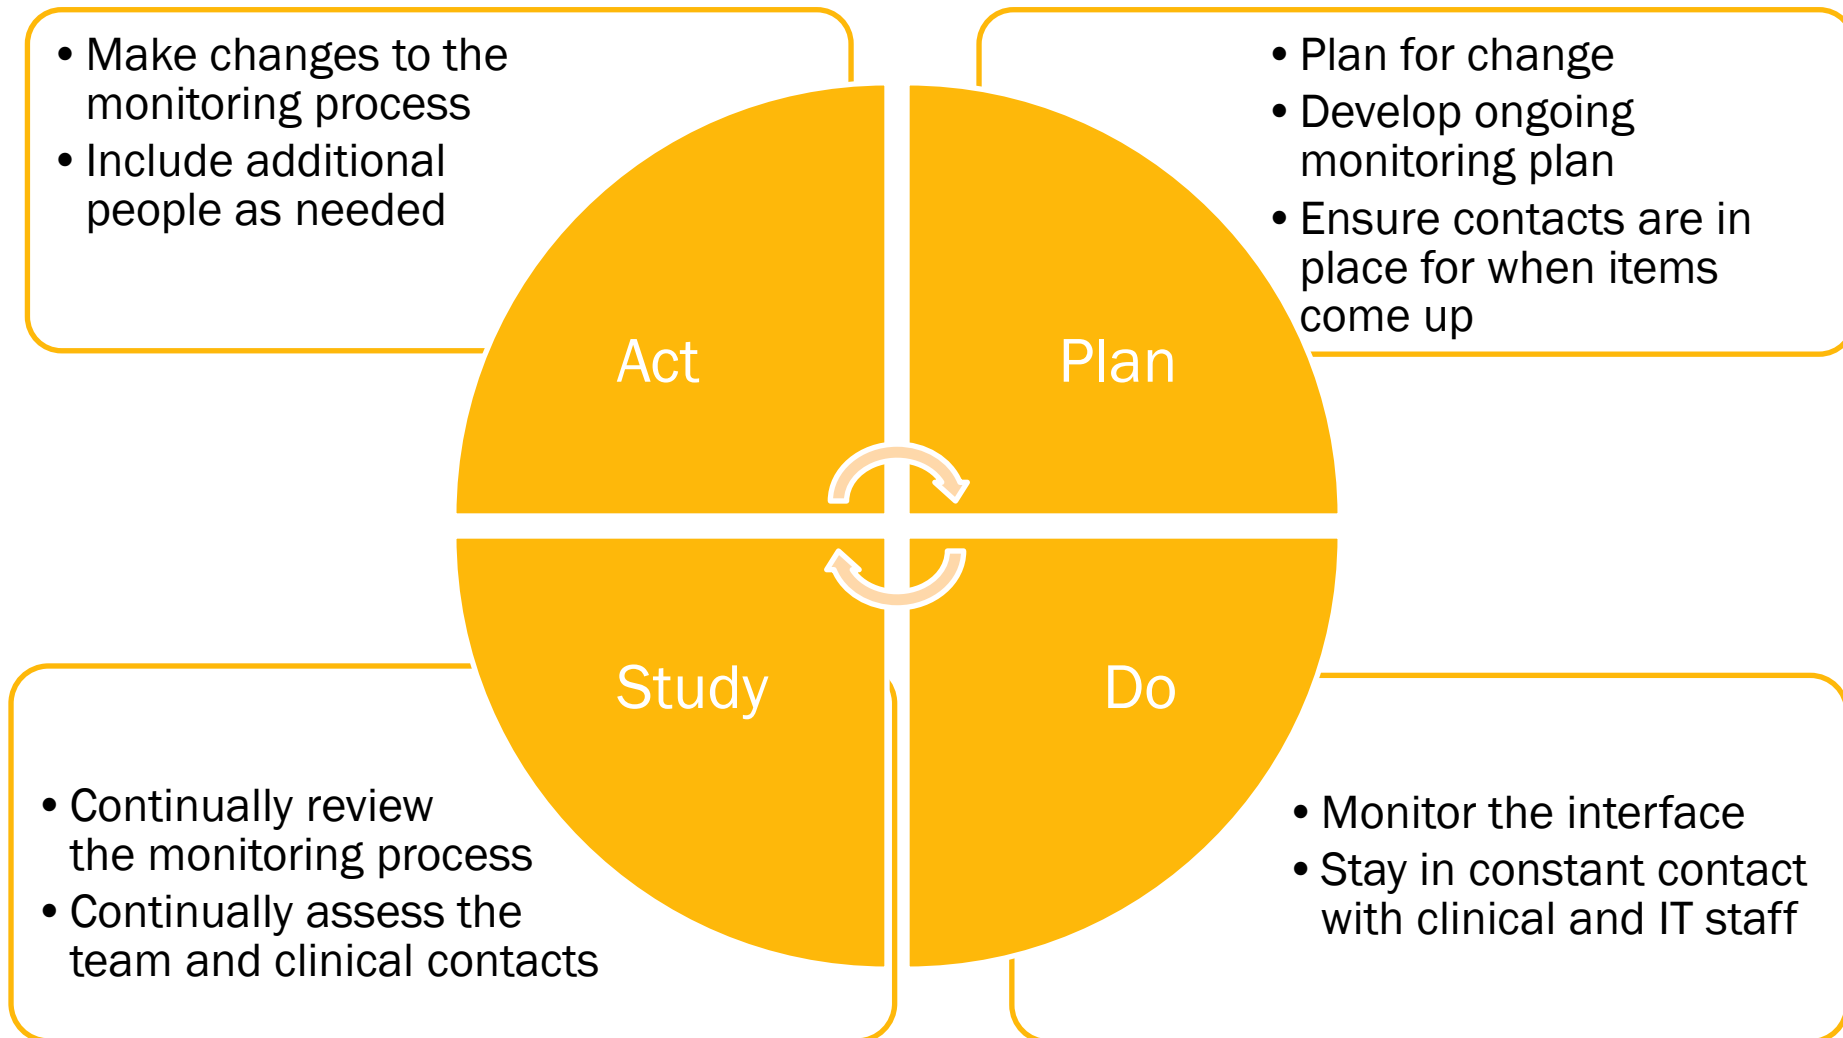 • Make changes to the
monitoring process
• Include additional
people as needed
• Plan for change
• Develop ongoing
monitoring plan
• Ensure contacts are in
place for when items
come up
Act
Plan
Study
Do
• Continually review
the monitoring process
• Continually assess the
team and clinical contacts
• Monitor the interface
• Stay in constant contact
with clinical and IT staff